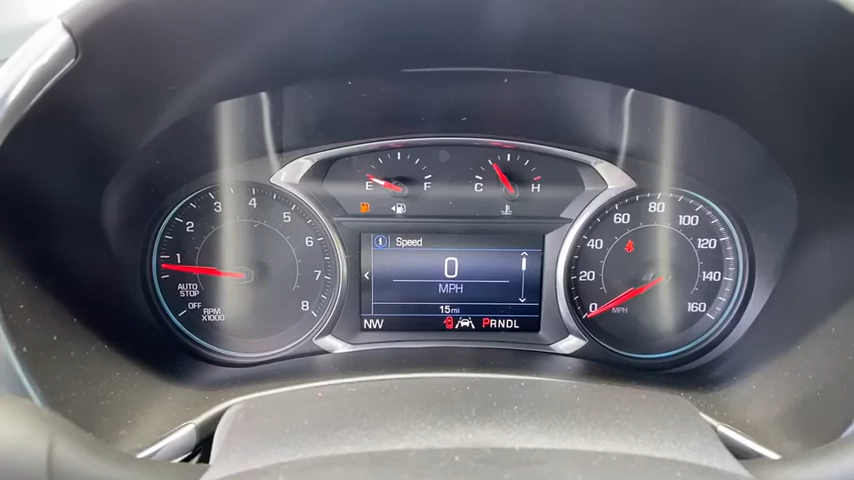 E F
C H
1 2 3 4 5 6 7 8
AUTO
STOP
OFF
RPM
X1000
Speed
0
MPH
15mi
NW
PRNDL
0 20 40 60 80 100 120 140 160
MPH